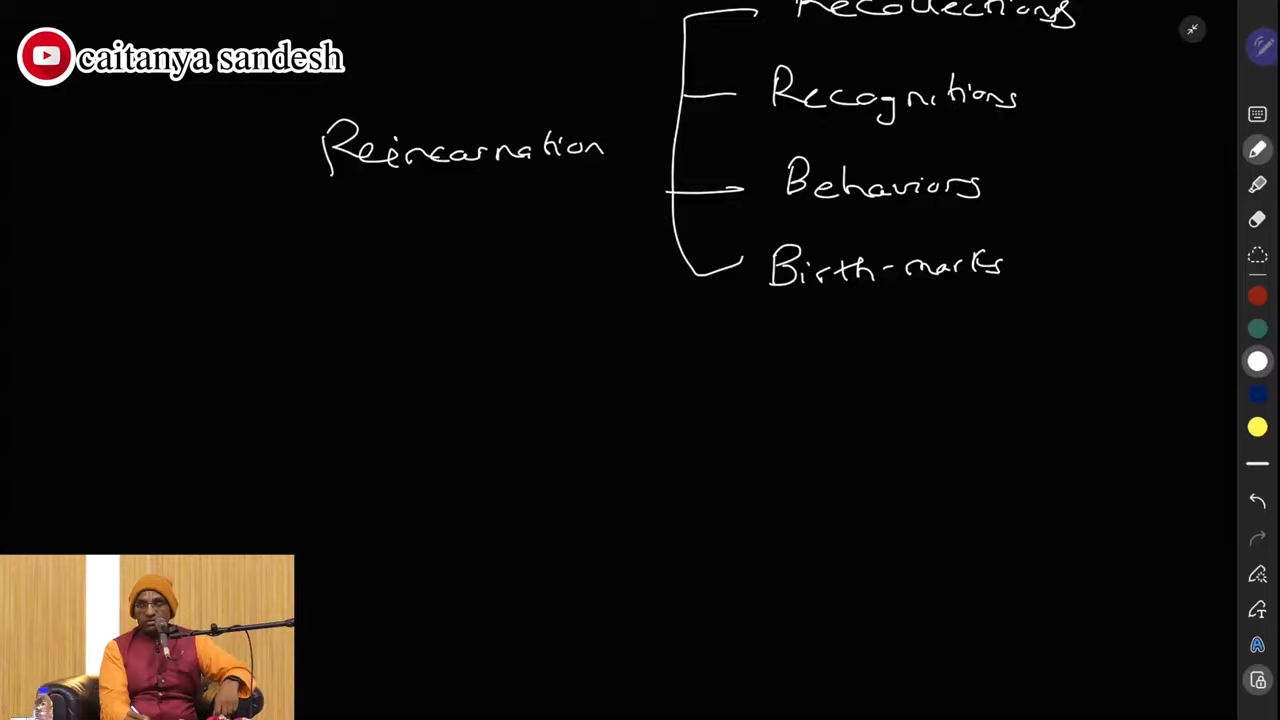 caitanya sandesh
Recollections
Recognitions
Reincarnation
Behaviors
Birth-marks